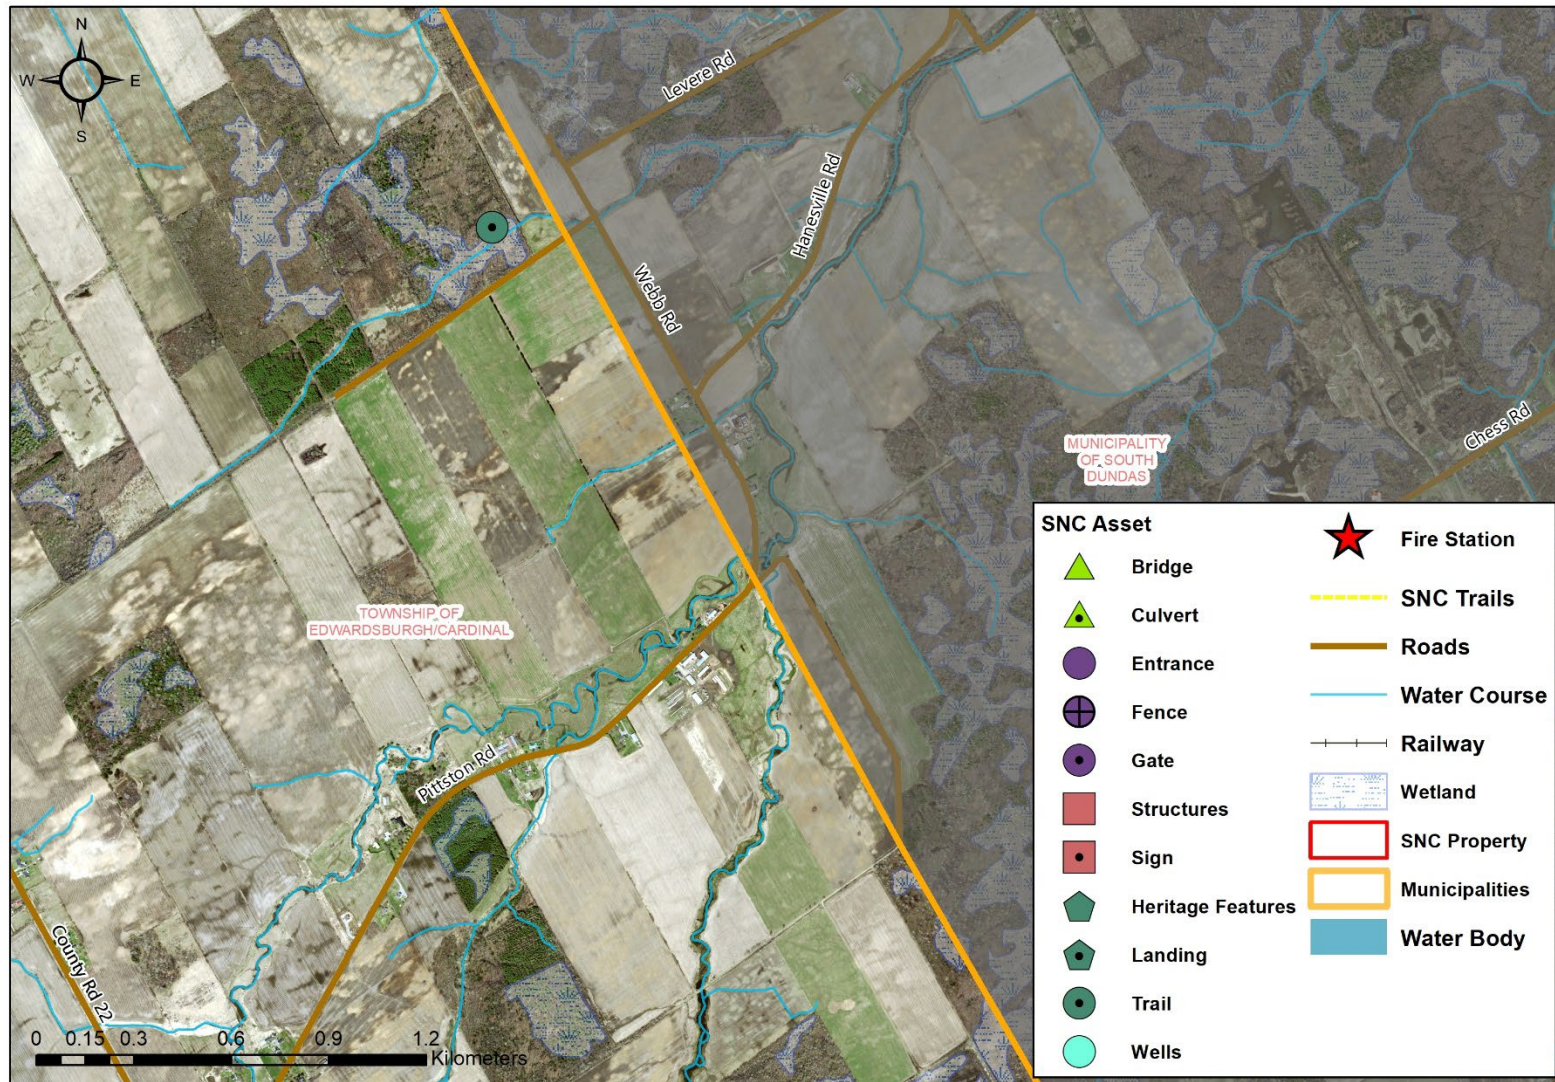 N
W E
S
Levere Rd
Hanesville Rd
Webb Rd
Chess Rd
MUNICIPALITY
OF SOUTH
DUNDAS
TOWNSHIP OF
EDWARDSBURGH/CARDINAL
Pittston Rd
County Rd 22
0 0.15 0.3 0.6 0.9 1.2
Kilometers
SNC Asset
Bridge
Culvert
Entrance
Fence
Gate
Structures
Sign
Heritage Features
Landing
Trail
Wells
Fire Station
SNC Trails
Roads
Water Course
Railway
Wetland
SNC Property
Municipalities
Water Body